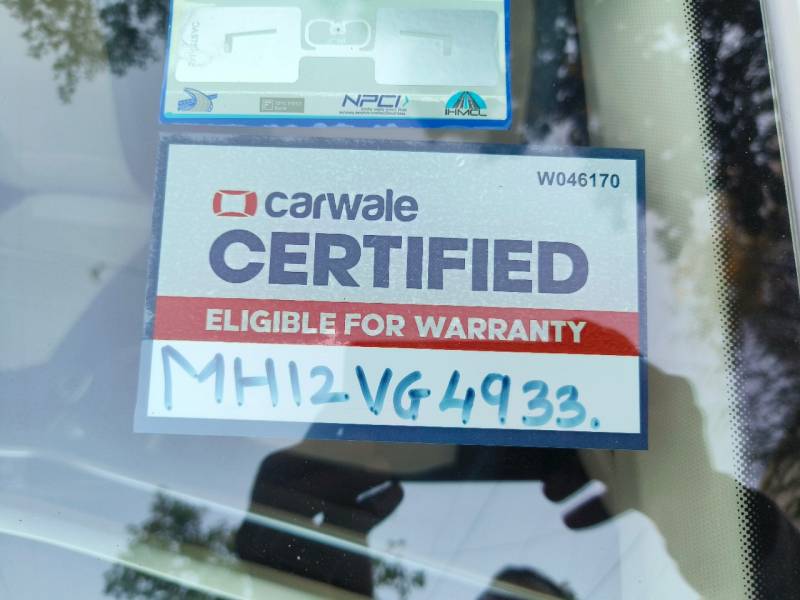 NPCI
IHMCL
W046170
carwale
CERTIFIED
ELIGIBLE FOR WARRANTY
MH12VG4933.